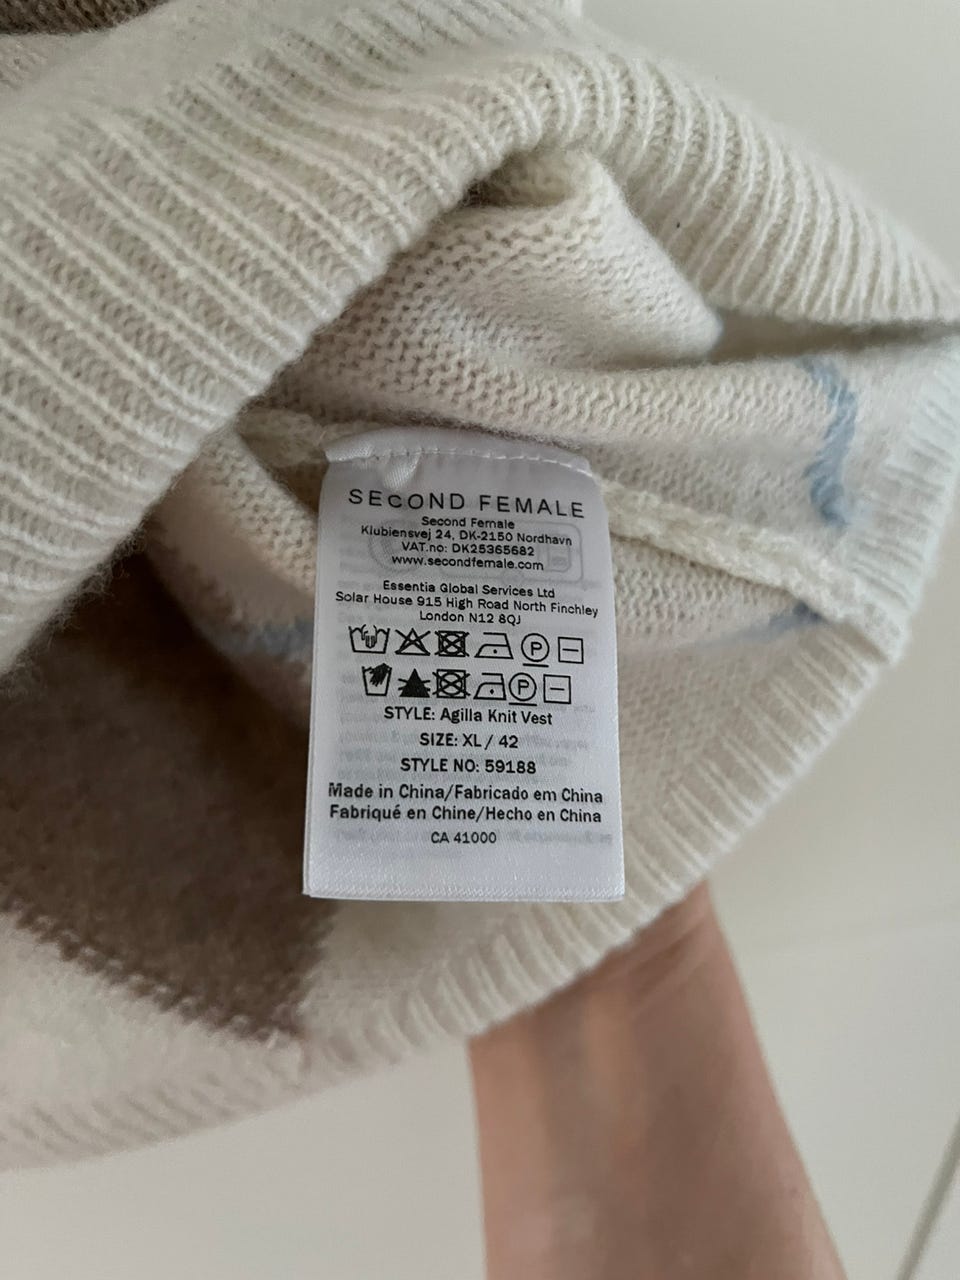 SECOND FEMALE
Second Female
Klubiensvej 24, DK-2150 Nordhavn
VAT.no: DK25365682
www.secondfemale.com
Essentia Global Services Ltd
Solar House 915 High Road North Finchley
London N12 8QJ
P
P
STYLE: Agilla Knit Vest
SIZE: XL / 42
STYLE NO: 59188
Made in China/Fabricado em China
Fabriqué en Chine/Hecho en China
CA 41000